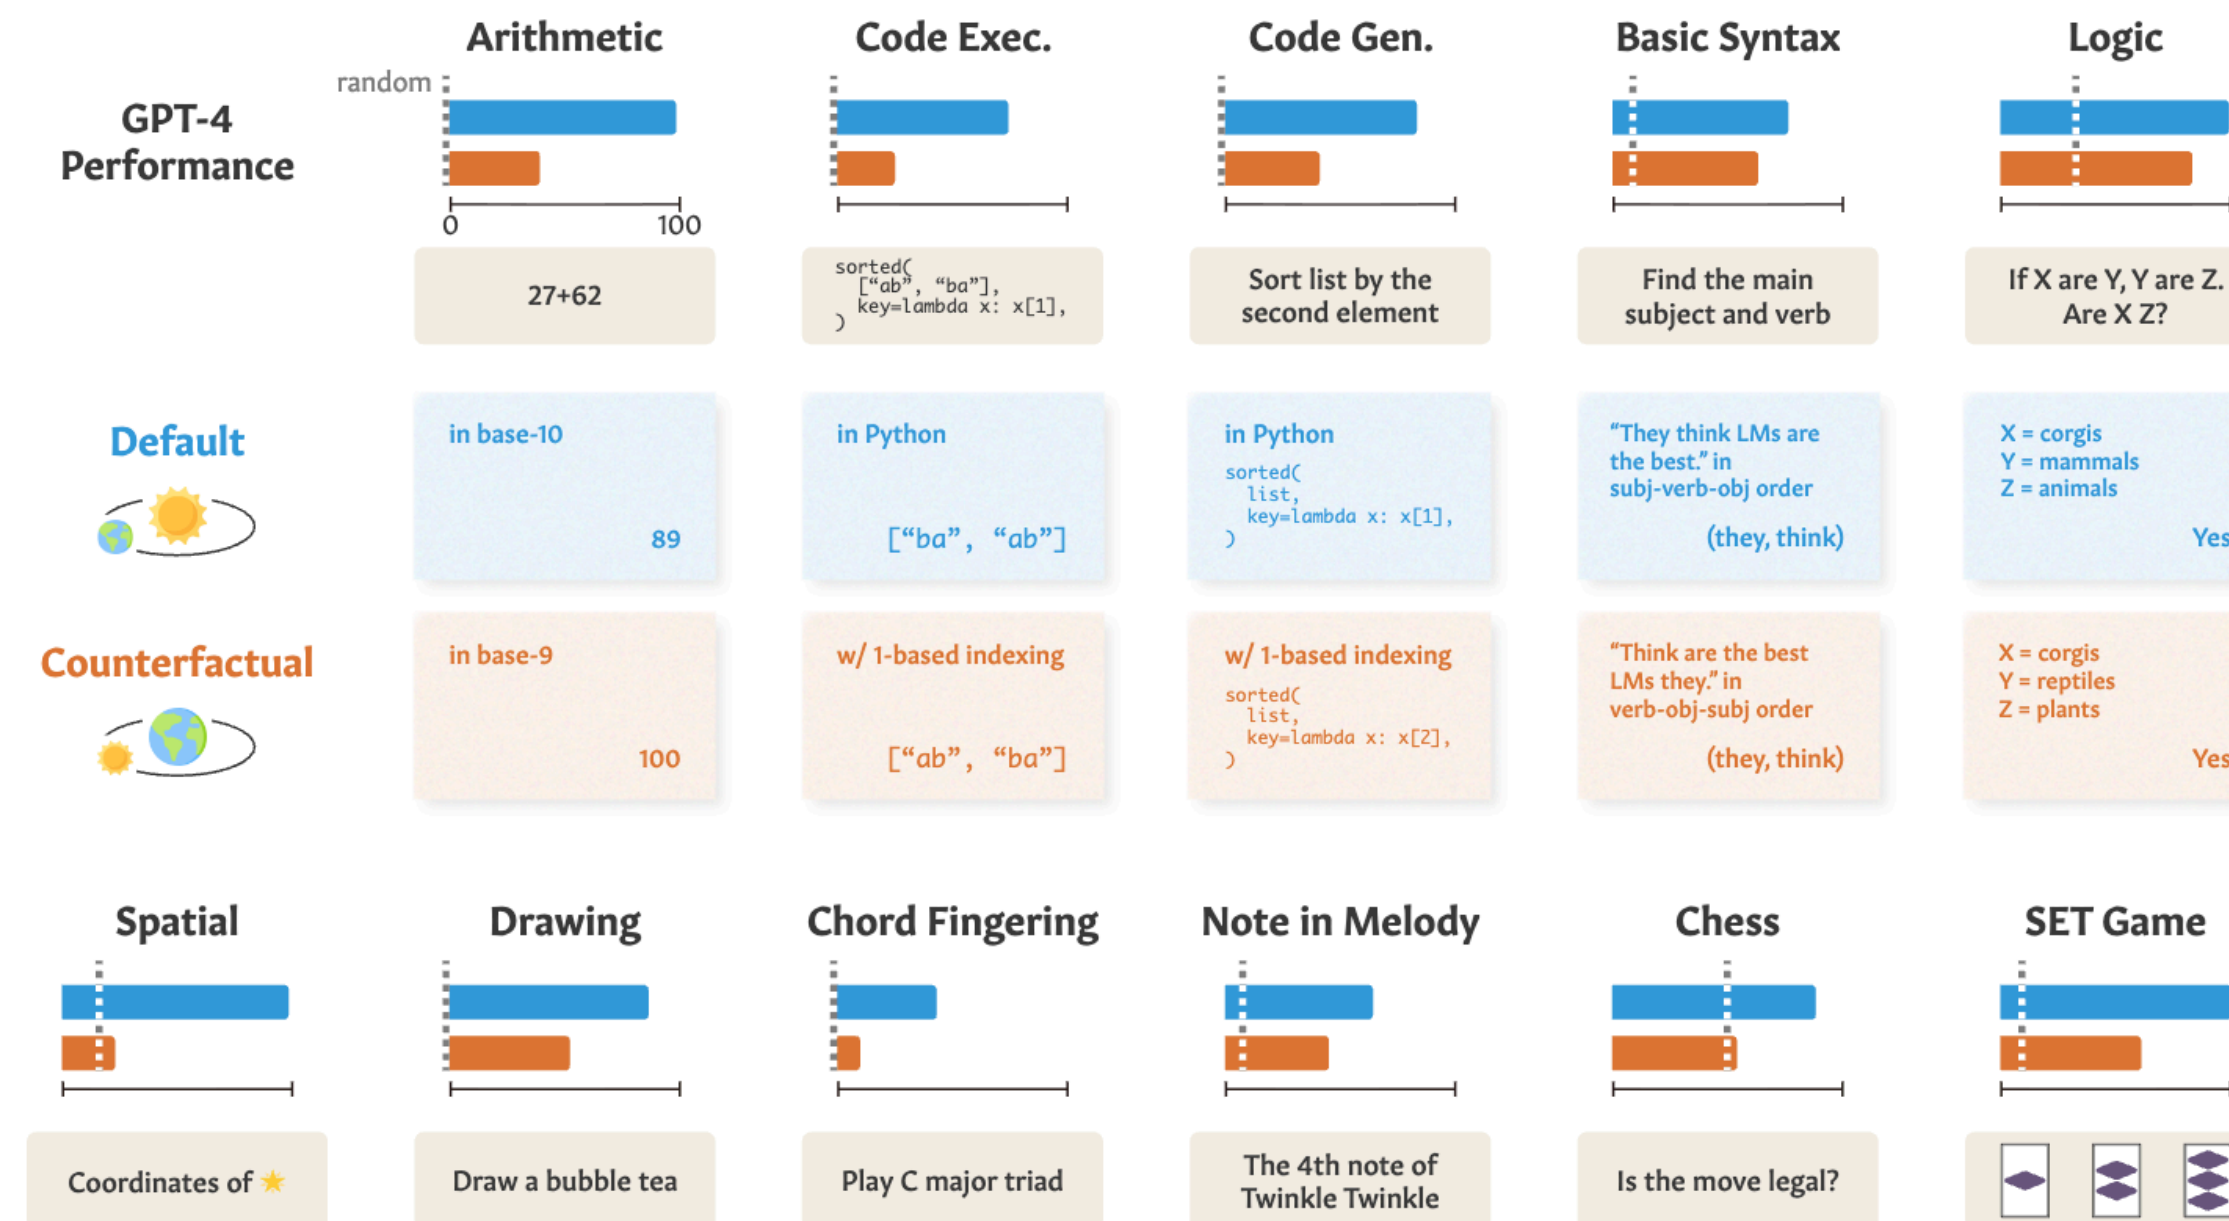 Arithmetic
Code Exec.
Code Gen.
Basic Syntax
Logic
random
GPT-4
Performance
0
100
27+62
sorted(
["ab", "ba"],
key=lambda x: x[1],
)
Sort list by the
second element
Find the main
subject and verb
If X are Y, Y are Z.
Are X Z?
Default
in base-10
89
in Python
["ba", "ab"]
in Python
sorted(
list,
key=lambda x: x[1],
)
"They think LMs are
the best." in
subj-verb-obj order
(they, think)
X = corgis
Y = mammals
Z = animals
Yes
Counterfactual
in base-9
100
w/ 1-based indexing
["ab", "ba"]
w/ 1-based indexing
sorted(
list,
key=lambda x: x[2],
)
"Think are the best
LMs they." in
verb-obj-subj order
(they, think)
X = corgis
Y = reptiles
Z = plants
Yes
Spatial
Drawing
Chord Fingering
Note in Melody
Chess
SET Game
Coordinates of
Draw a bubble tea
Play C major triad
The 4th note of
Twinkle Twinkle
Is the move legal?